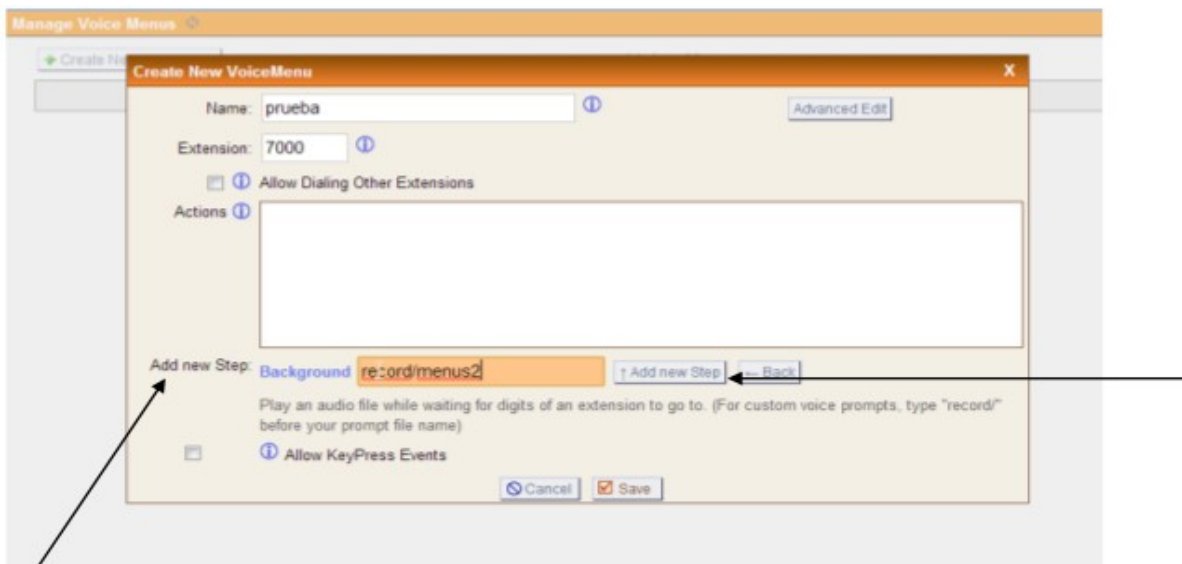 Manage Voice Menus
Create Ne
Create New VoiceMenu X
Name: prueba Advanced Edit
Extension: 7000
Allow Dialing Other Extensions
Actions
Add new Step: Background record/menus2 ↑ Add new Step ← Back
Play an audio file while waiting for digits of an extension to go to. (For custom voice prompts, type "record/"
before your prompt file name)
Allow KeyPress Events
Cancel Save